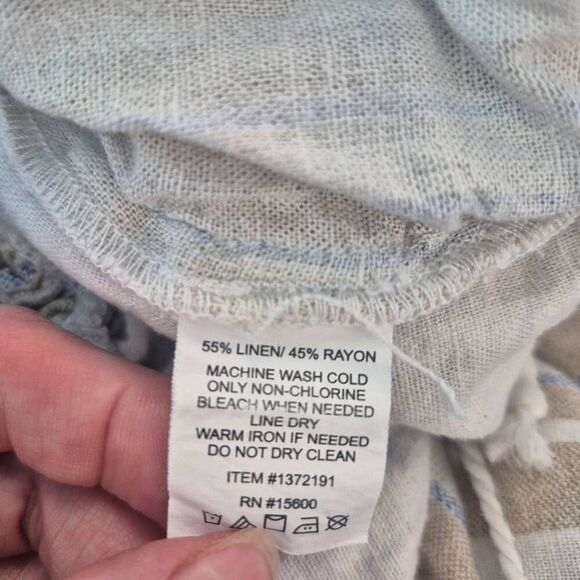 55% LINEN/ 45% RAYON
MACHINE WASH COLD
ONLY NON-CHLORINE
BLEACH WHEN NEEDED
LINE DRY
WARM IRON IF NEEDED
DO NOT DRY CLEAN
ITEM #1372191
RN #15600